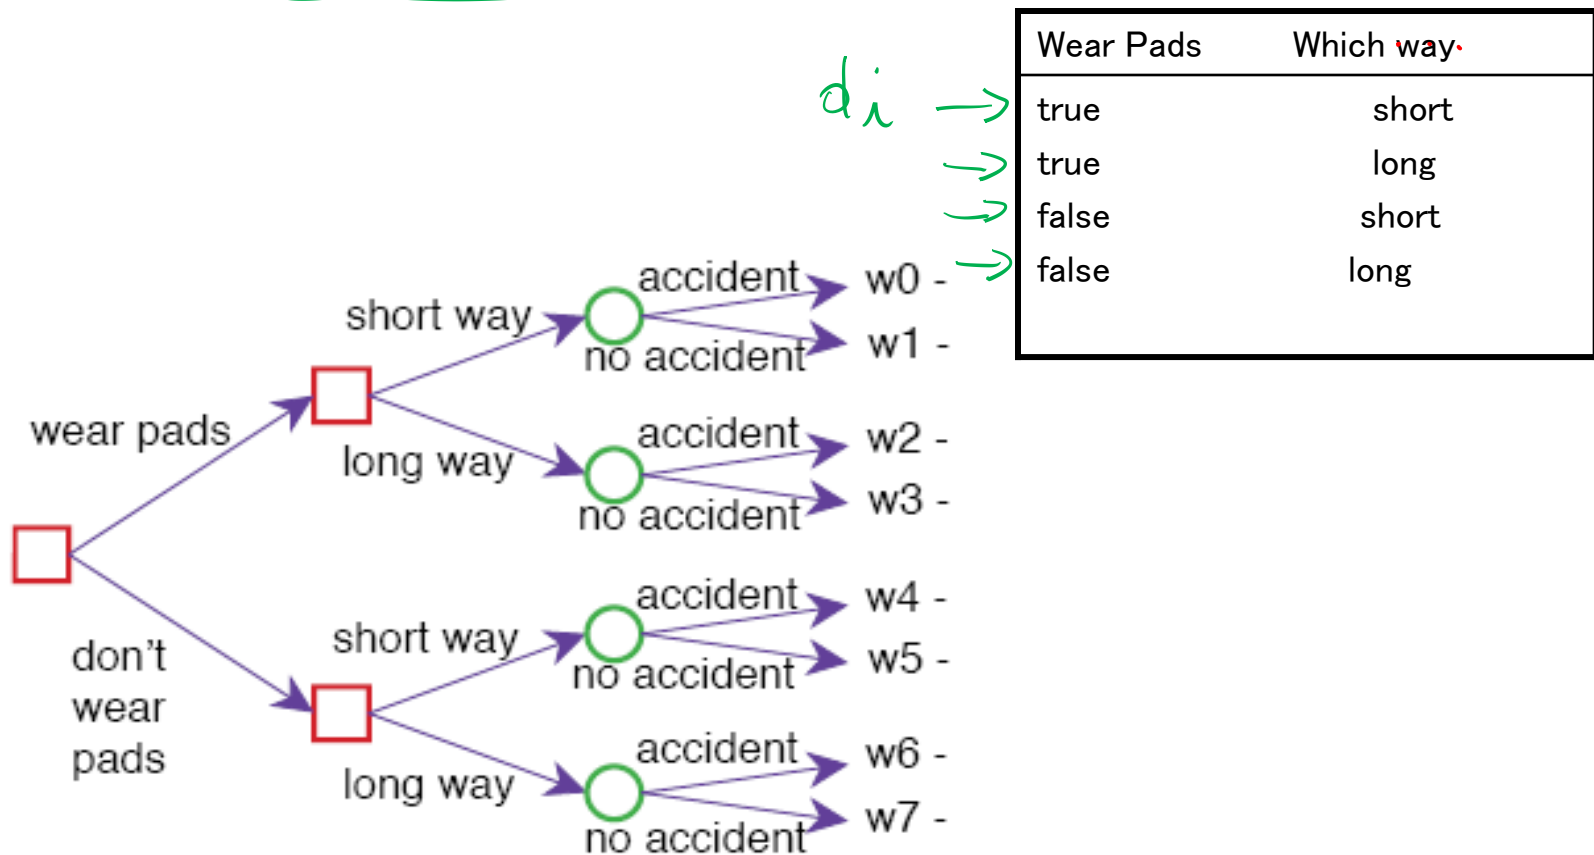 Wear Pads Which way
di → true short
→ true long
→ false short
→ false long
accident w0 -
short way
no accident w1 -
wear pads
accident w2 -
long way
no accident w3 -
accident w4 -
short way
no accident w5 -
don't
wear
pads
accident w6 -
long way
no accident w7 -